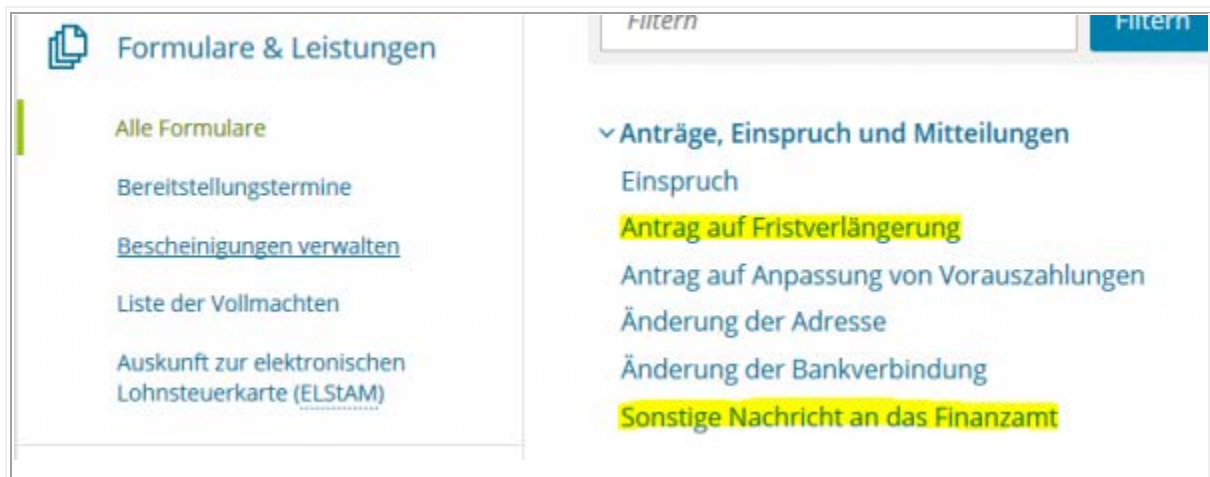 Formulare & Leistungen
Alle Formulare
Bereitstellungstermine
Bescheinigungen verwalten
Liste der Vollmachten
Auskunft zur elektronischen
Lohnsteuerkarte (ELStAM)
Filtern
Filtern
Anträge, Einspruch und Mitteilungen
Einspruch
Antrag auf Fristverlängerung
Antrag auf Anpassung von Vorauszahlungen
Änderung der Adresse
Änderung der Bankverbindung
Sonstige Nachricht an das Finanzamt